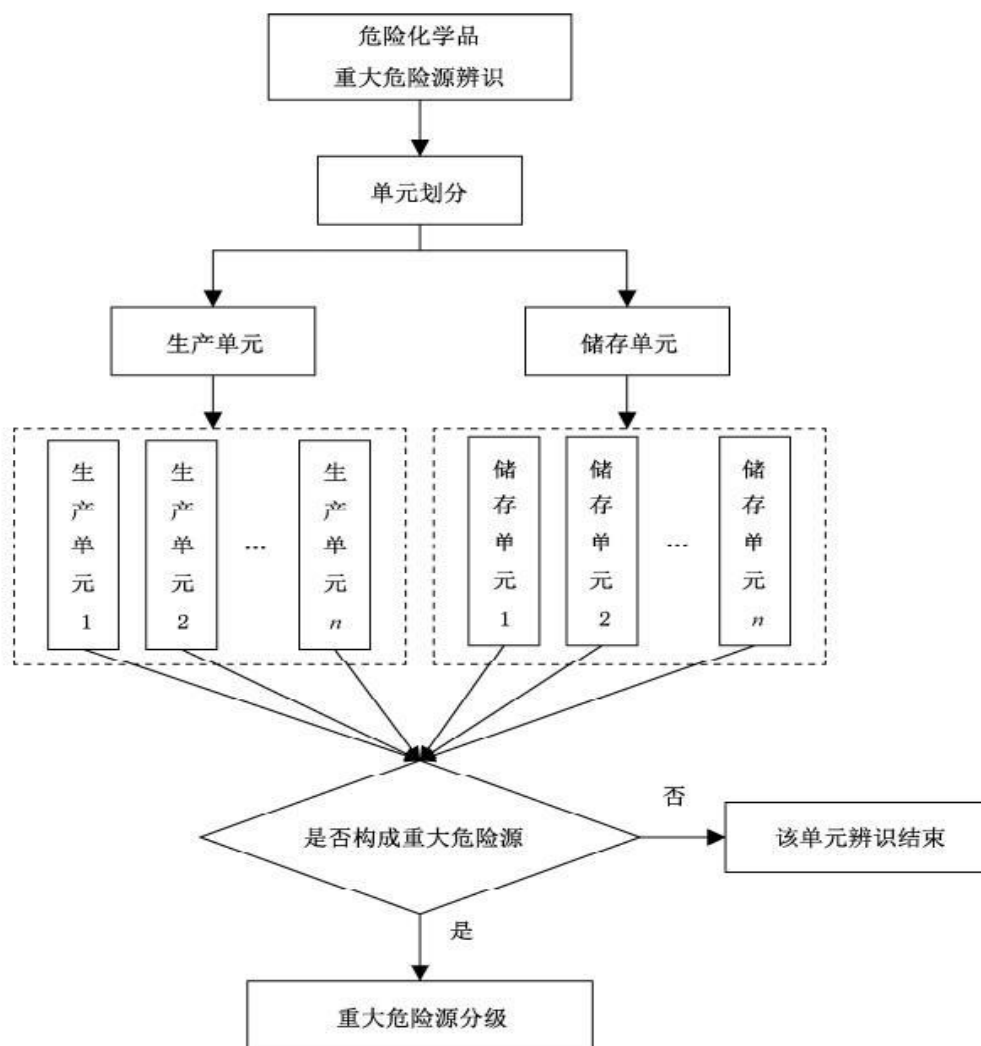 危险化学品
重大危险源辨识
单元划分
生产单元
储存单元
生产单元1
生产单元2
…
生产单元n
储存单元1
储存单元2
…
储存单元n
是否构成重大危险源
否
该单元辨识结束
是
重大危险源分级